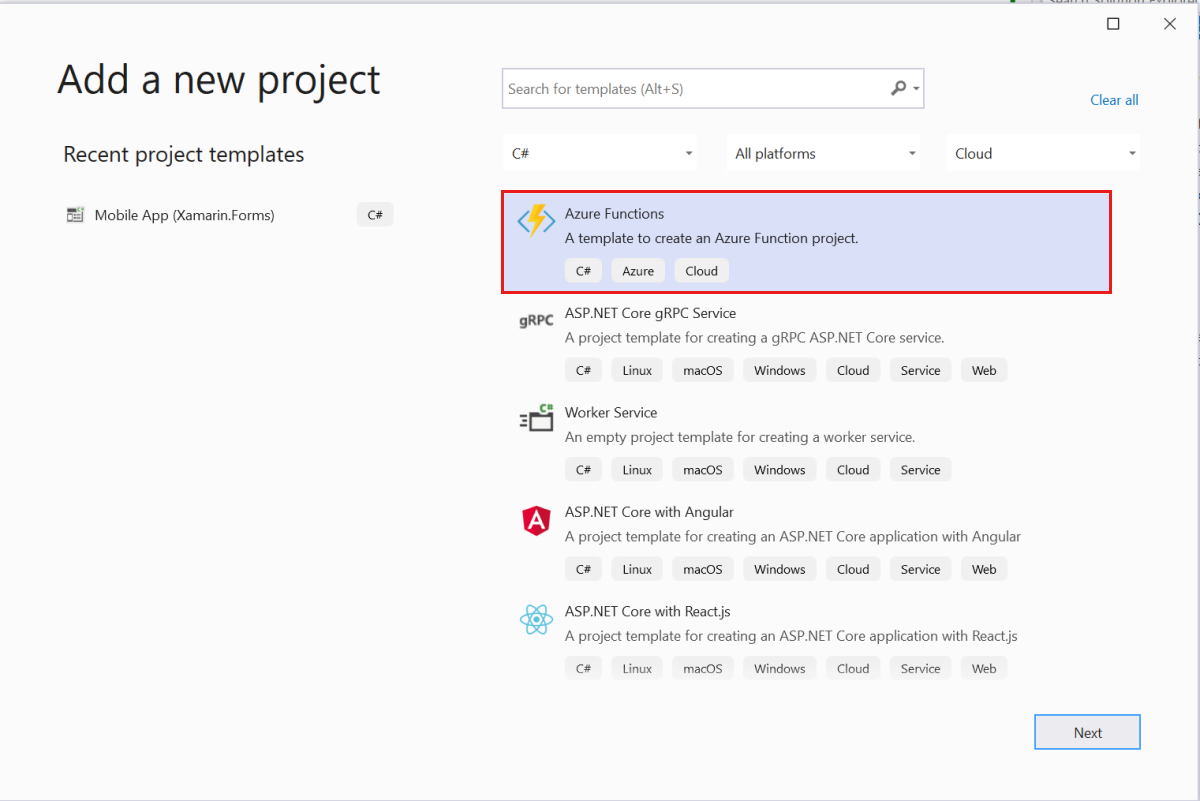 Add a new project
Search for templates (Alt+S)
Clear all
Recent project templates
C#
All platforms
Cloud
Mobile App (Xamarin.Forms)
C#
Azure Functions
A template to create an Azure Function project.
C# Azure Cloud
gRPC
ASP.NET Core gRPC Service
A project template for creating a gRPC ASP.NET Core service.
C# Linux macOS Windows Cloud Service Web
C#
Worker Service
An empty project template for creating a worker service.
C# Linux macOS Windows Cloud Service
A
ASP.NET Core with Angular
A project template for creating an ASP.NET Core application with Angular
C# Linux macOS Windows Cloud Service Web
ASP.NET Core with React.js
A project template for creating an ASP.NET Core application with React.js
C# Linux macOS Windows Cloud Service Web
Next